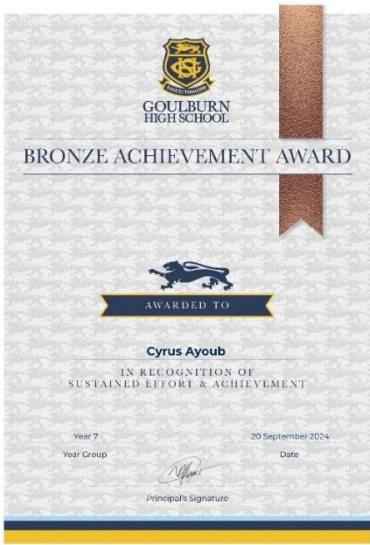 GOULBURN
HIGH SCHOOL
BRONZE ACHIEVEMENT AWARD
AWARDED TO
Cyrus Ayoub
IN RECOGNITION OF
SUSTAINED EFFORT & ACHIEVEMENT
Year 7 20 September 2024
Year Group Date
Principal's Signature